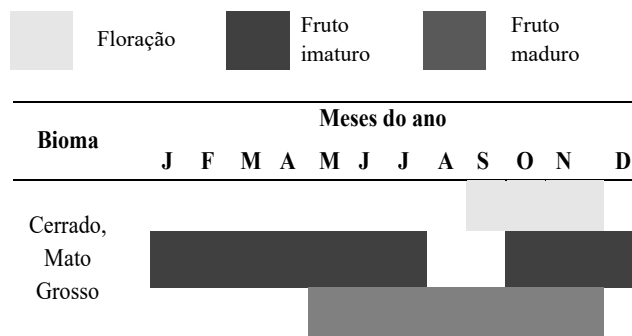 Floração
Fruto
imaturo
Fruto
maduro
Meses do ano
Bioma
J F M A M J J A S O N D
Cerrado,
Mato
Grosso